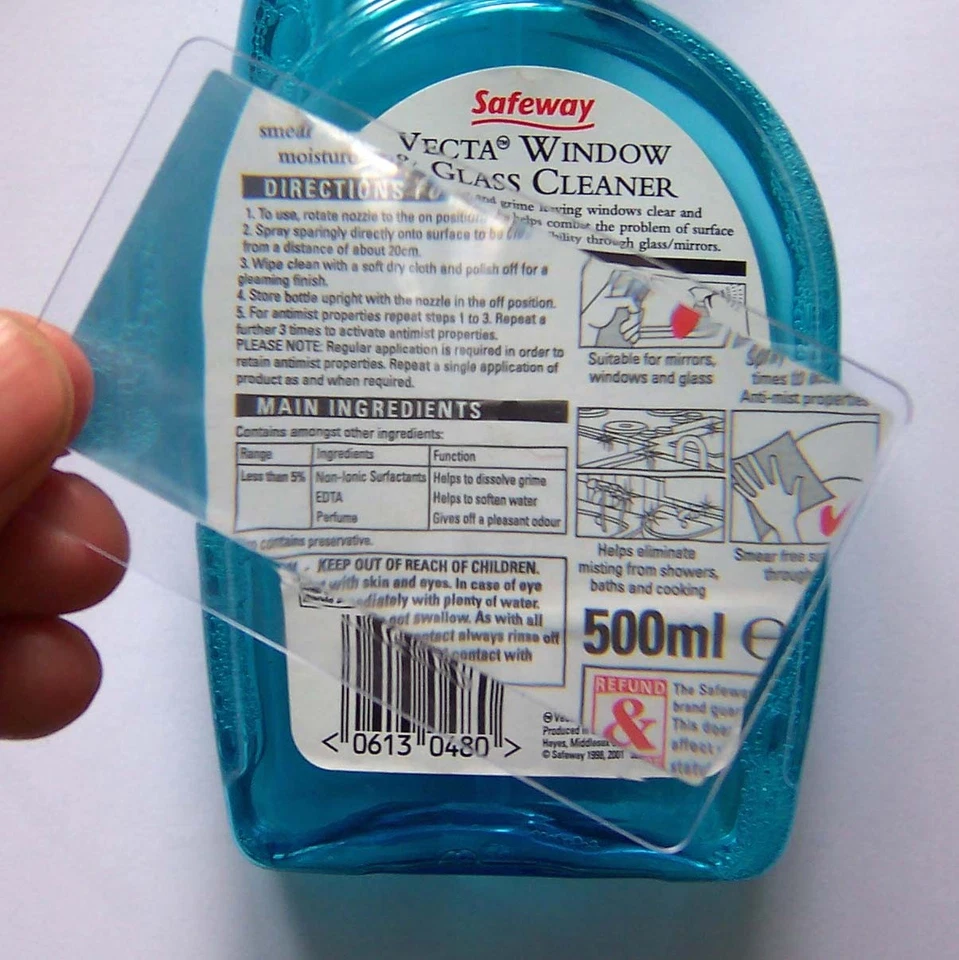 Safeway
VECTA™ WINDOW
& GLASS CLEANER
and grime leaving windows clear and
helps combat the problem of surface
through glass/mirrors.
smear
moisture
DIRECTIONS
1. To use, rotate nozzle to the on position.
2. Spray sparingly directly onto surface to be
from a distance of about 20cm.
3. Wipe clean with a soft dry cloth and polish off for a
gleaming finish.
4. Store bottle upright with the nozzle in the off position.
5. For antimist properties repeat steps 1 to 3. Repeat a
further 3 times to activate antimist properties.
PLEASE NOTE: Regular application is required in order to
retain antimist properties. Repeat a single application of
product as and when required.
MAIN INGREDIENTS
Contains amongst other ingredients:
Range Ingredients Function
Less than 5% Non-Ionic Surfactants Helps to dissolve grime
EDTA Helps to soften water
Perfume Gives off a pleasant odour
contains preservative.
KEEP OUT OF REACH OF CHILDREN.
with skin and eyes. In case of eye
with plenty of water.
not swallow. As with all
always rinse off
contact with
< 0613 0480 >
Suitable for mirrors,
windows and glass
Spray
times
Anti-mist properties
Helps eliminate
misting from showers,
baths and cooking
Smear free
500ml e
REFUND
&
The
brand
This
Produced
Hayes,
© Safeway 1998, 2001